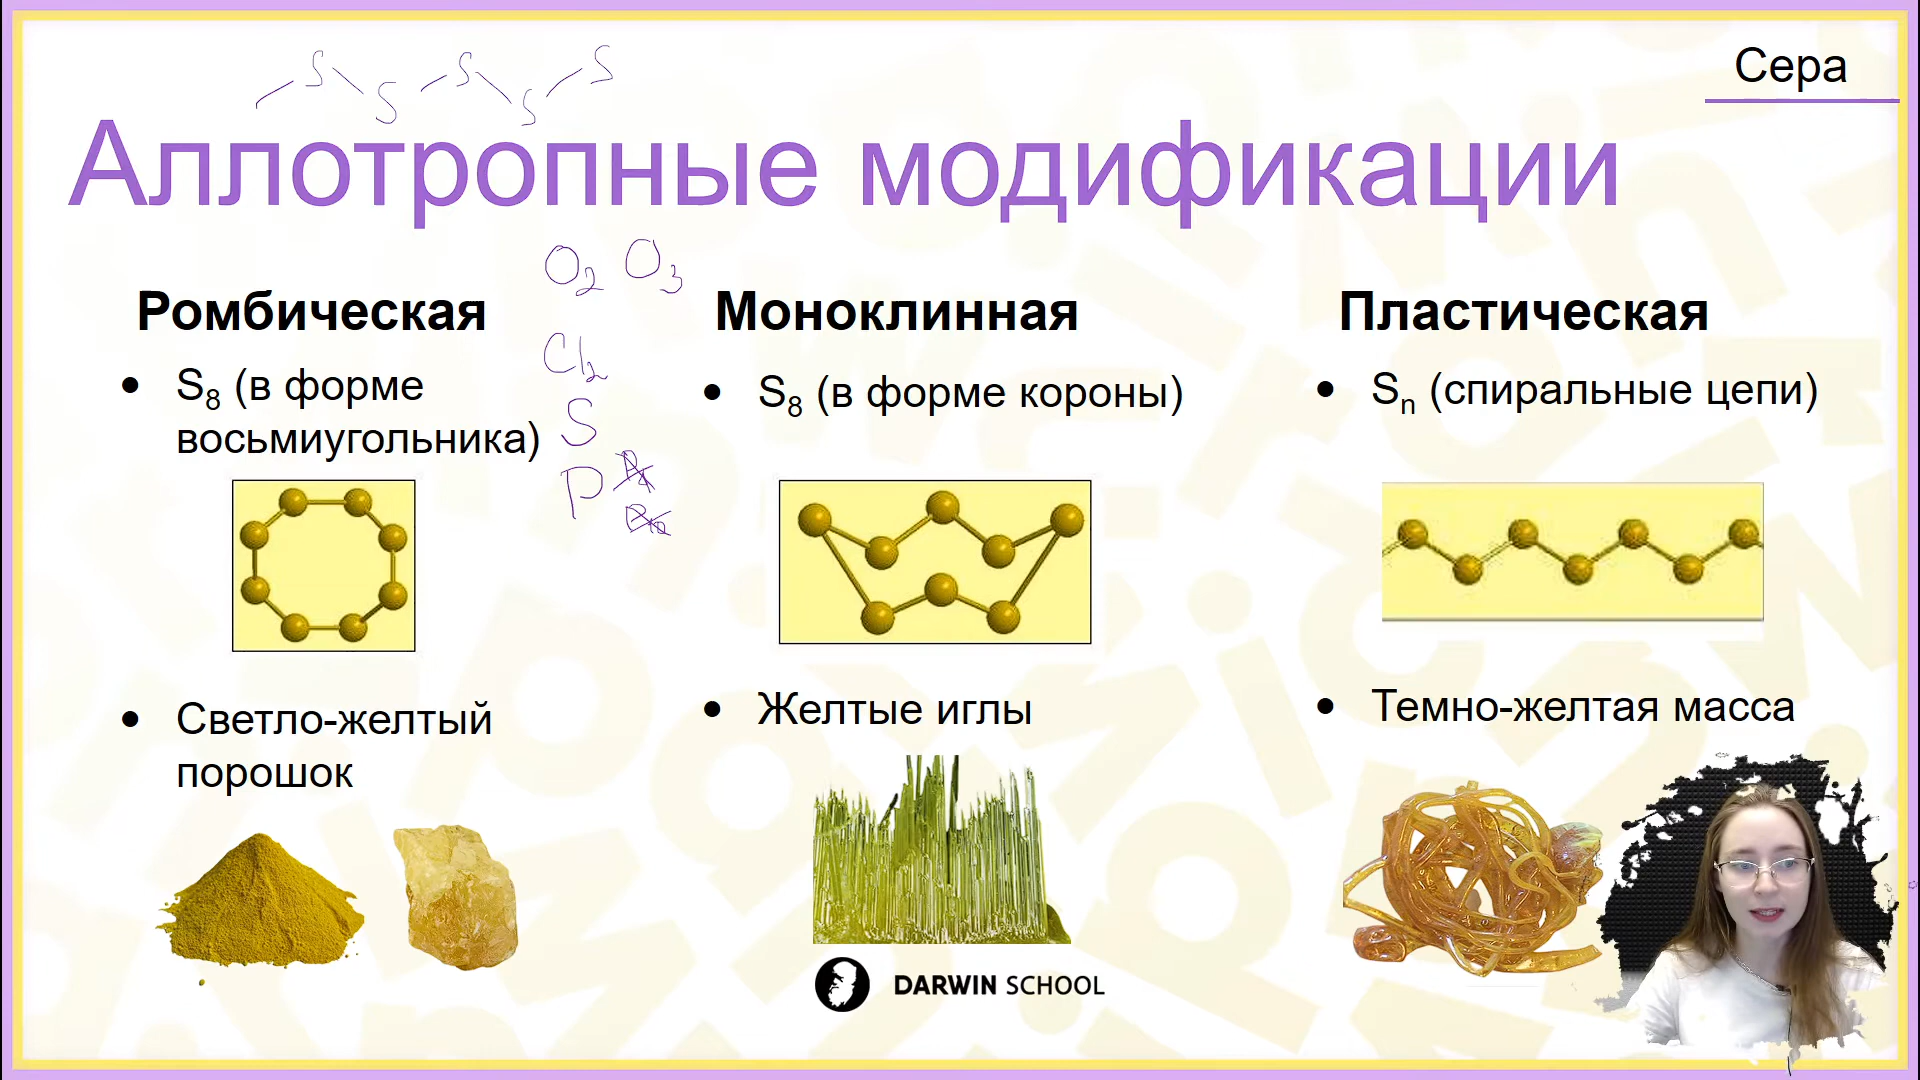 S S S S S
Сера
Аллотропные модификации
O2 O3
Ромбическая
Моноклинная
Пластическая
Cl2
S8 (в форме
восьмиугольника)
S8 (в форме короны)
Sn (спиральные цепи)
S
P
Светло-желтый
порошок
Желтые иглы
Темно-желтая масса
DARWIN SCHOOL